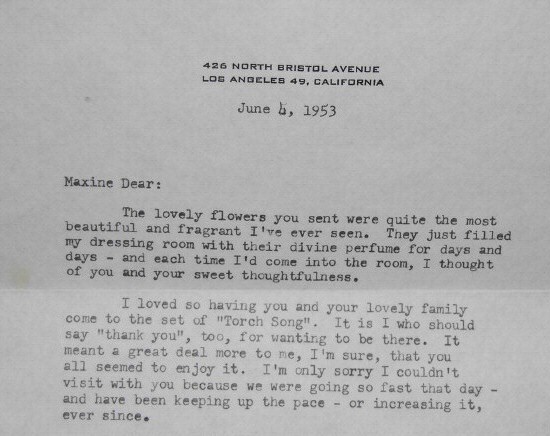 426 NORTH BRISTOL AVENUE
LOS ANGELES 49, CALIFORNIA
June 4, 1953
Maxine Dear:
The lovely flowers you sent were quite the most
beautiful and fragrant I've ever seen. They just filled
my dressing room with their divine perfume for days and
days - and each time I'd come into the room, I thought
of you and your sweet thoughtfulness.
I loved so having you and your lovely family
come to the set of "Torch Song". It is I who should
say "thank you", too, for wanting to be there. It
meant a great deal more to me, I'm sure, that you
all seemed to enjoy it. I'm only sorry I couldn't
visit with you because we were going so fast that day -
and have been keeping up the pace - or increasing it,
ever since.